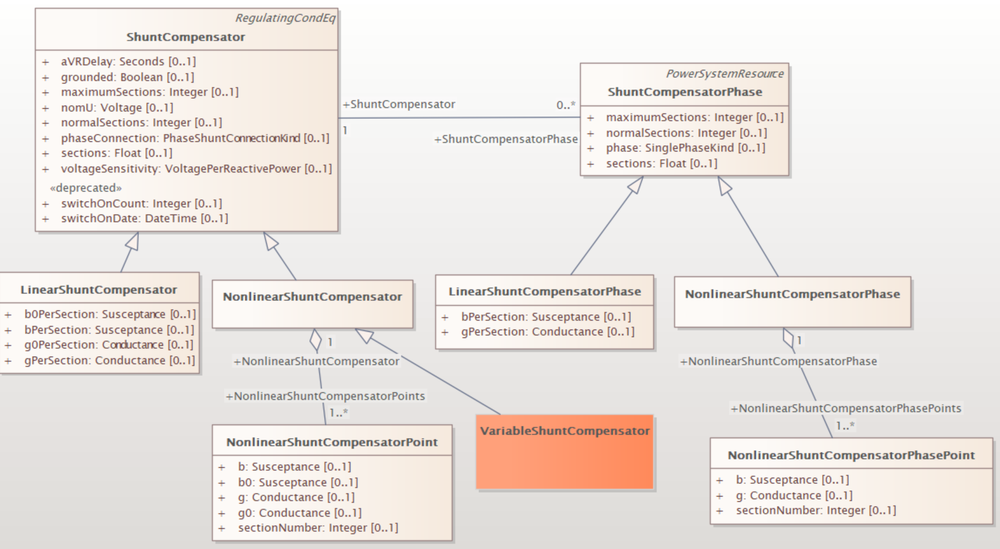 RegulatingCondEq
ShuntCompensator
+ aVRDelay: Seconds [0..1]
+ grounded: Boolean [0..1]
+ maximumSections: Integer [0..1]
+ nomU: Voltage [0..1]
+ normalSections: Integer [0..1]
+ phaseConnection: PhaseShuntConnectionKind [0..1]
+ sections: Float [0..1]
+ voltageSensitivity: VoltagePerReactivePower [0..1]
«deprecated»
+ switchOnCount: Integer [0..1]
+ switchOnDate: DateTime [0..1]
+ShuntCompensator
0..*
1
+ShuntCompensatorPhase
PowerSystemResource
ShuntCompensatorPhase
+ maximumSections: Integer [0..1]
+ normalSections: Integer [0..1]
+ phase: SinglePhaseKind [0..1]
+ sections: Float [0..1]
LinearShuntCompensator
+ b0PerSection: Susceptance [0..1]
+ bPerSection: Susceptance [0..1]
+ g0PerSection: Conductance [0..1]
+ gPerSection: Conductance [0..1]
NonlinearShuntCompensator
LinearShuntCompensatorPhase
+ bPerSection: Susceptance [0..1]
+ gPerSection: Conductance [0..1]
NonlinearShuntCompensatorPhase
1
+NonlinearShuntCompensator
+NonlinearShuntCompensatorPoints
1..*
1
+NonlinearShuntCompensatorPhase
+NonlinearShuntCompensatorPhasePoints
1..*
NonlinearShuntCompensatorPoint
+ b: Susceptance [0..1]
+ b0: Susceptance [0..1]
+ g: Conductance [0..1]
+ g0: Conductance [0..1]
+ sectionNumber: Integer [0..1]
VariableShuntCompensator
NonlinearShuntCompensatorPhasePoint
+ b: Susceptance [0..1]
+ g: Conductance [0..1]
+ sectionNumber: Integer [0..1]